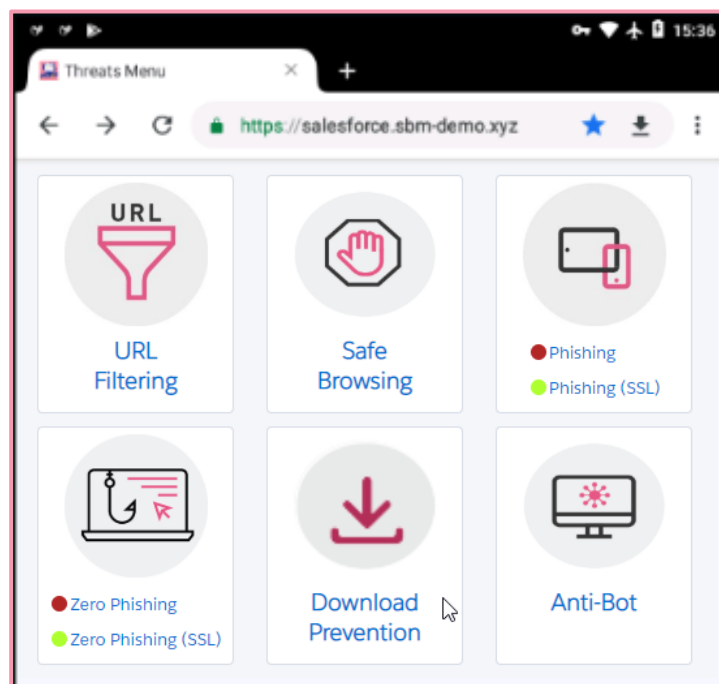 15:36
Threats Menu
https://salesforce.sbm-demo.xyz
URL
URL
Filtering
Safe
Browsing
Phishing
Phishing (SSL)
Zero Phishing
Zero Phishing (SSL)
Download
Prevention
Anti-Bot